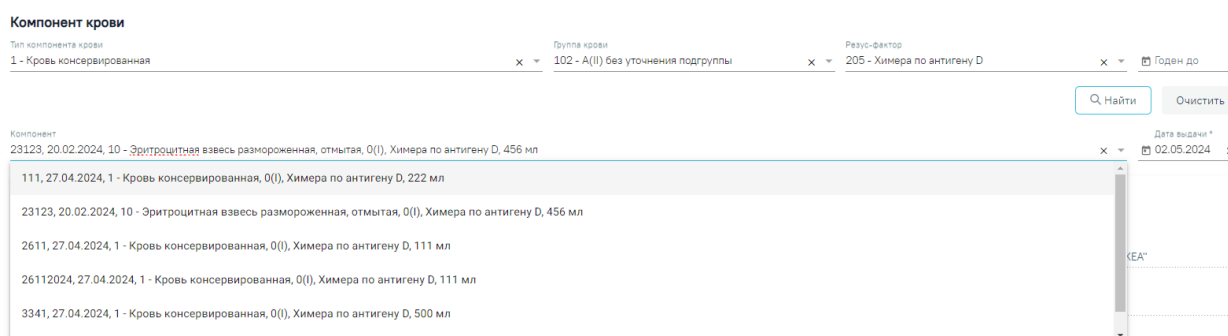 Компонент крови
Тип компонента крови Группа крови Резус-фактор
1 - Кровь консервированная 102 - A(II) без уточнения подгруппы 205 - Химера по антигену D Годен до
Найти Очистить
Компонент Дата выдачи *
23123, 20.02.2024, 10 - Эритроцитная взвесь размороженная, отмытая, 0(I), Химера по антигену D, 456 мл 02.05.2024
111, 27.04.2024, 1 - Кровь консервированная, 0(I), Химера по антигену D, 222 мл
23123, 20.02.2024, 10 - Эритроцитная взвесь размороженная, отмытая, 0(I), Химера по антигену D, 456 мл
2611, 27.04.2024, 1 - Кровь консервированная, 0(I), Химера по антигену D, 111 мл
КЕА"
26112024, 27.04.2024, 1 - Кровь консервированная, 0(I), Химера по антигену D, 111 мл
3341, 27.04.2024, 1 - Кровь консервированная, 0(I), Химера по антигену D, 500 мл